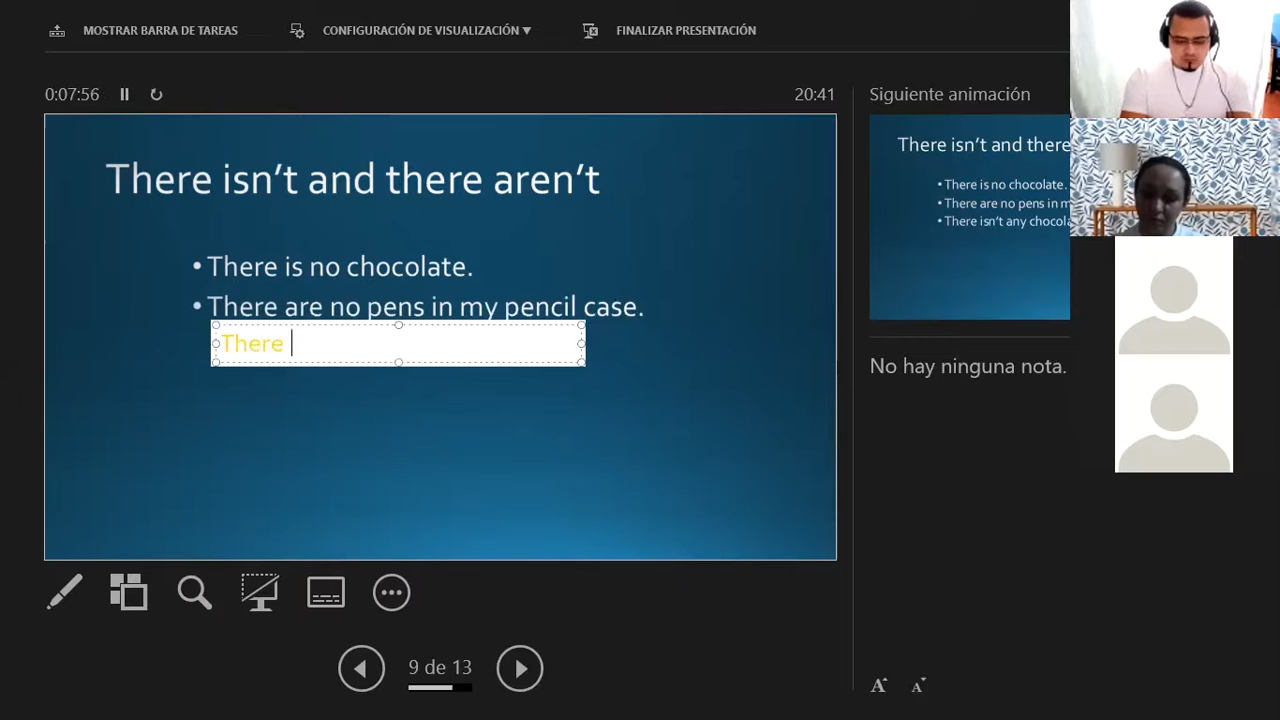 MOSTRAR BARRA DE TAREAS
CONFIGURACIÓN DE VISUALIZACIÓN ▼
FINALIZAR PRESENTACIÓN
0:07:56
20:41
There isn't and there aren't
• There is no chocolate.
• There are no pens in my pencil case.
There
9 de 13
Siguiente animación
There isn't and there
• There is no chocolate.
• There are no pens in m
• There isn't any chocola
No hay ninguna nota.
A
A